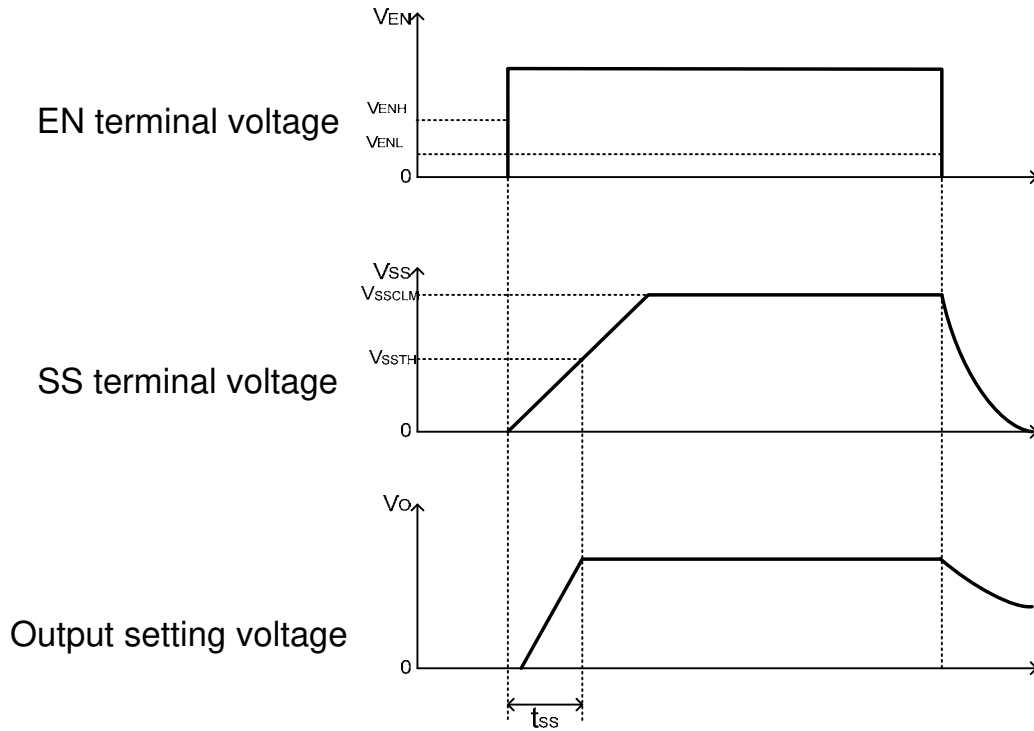 VEN
VENH
EN terminal voltage
VENL
0
VSS
VSSCLM
VSSTH
SS terminal voltage
0
VO
Output setting voltage
0
tSS